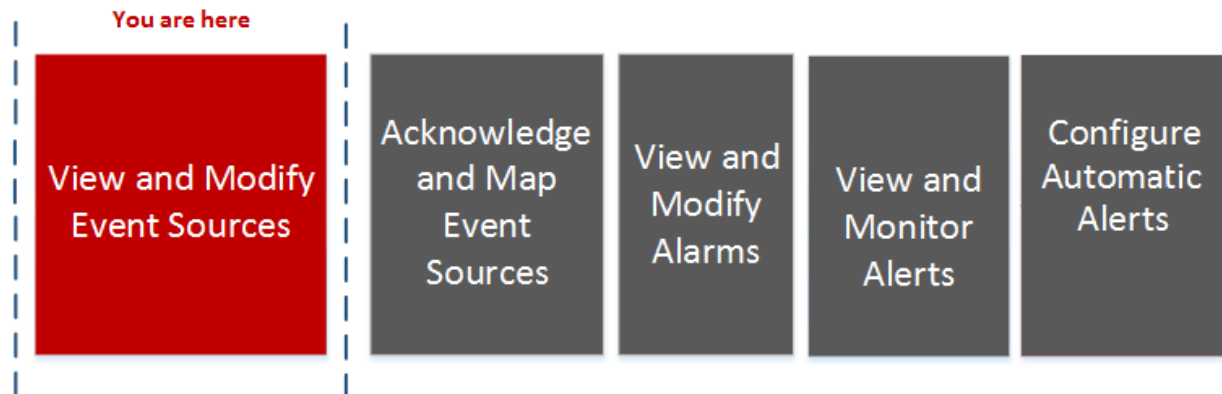 You are here
View and Modify
Event Sources
Acknowledge
and Map
Event
Sources
View and
Modify
Alarms
View and
Monitor
Alerts
Configure
Automatic
Alerts